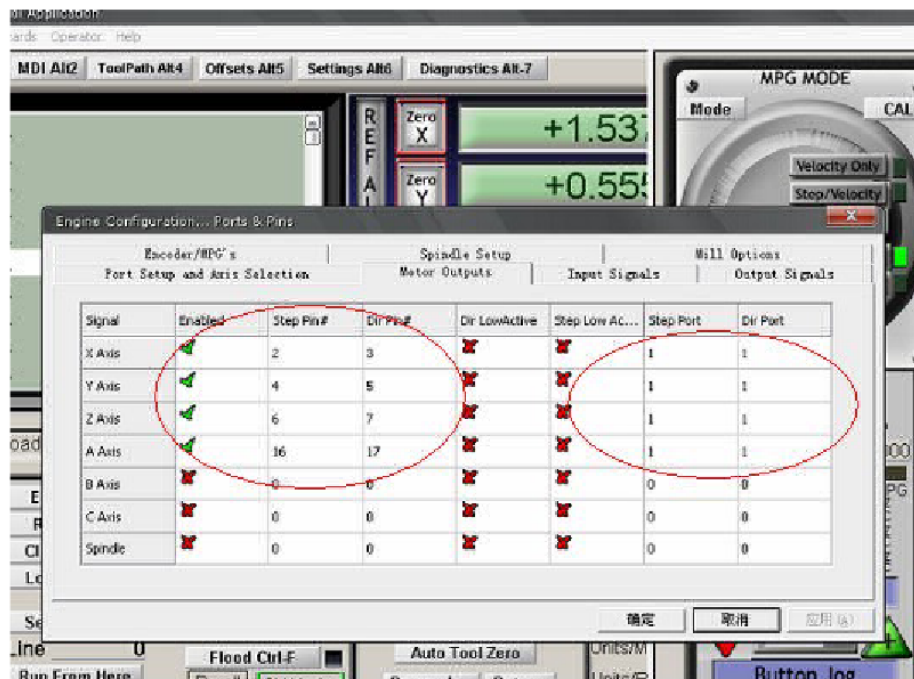 ards Operator Help
MDI Alt2 ToolPath Alt4 Offsets Alt5 Settings Alt6 Diagnostics Alt-7
MPG MODE
Mode CAL
REF A
Zero X +1.537
Zero Y +0.555
Velocity Only
Step/Velocity
Engine Configuration... Ports & Pins
Encoder/MPG's Spindle Setup Mill Options
Port Setup and Axis Selection Motor Outputs Input Signals Output Signals
Signal Enabled Step Pin# Dir Pin# Dir LowActive Step Low Ac... Step Port Dir Port
X Axis 2 3 1 1
Y Axis 4 5 1 1
Z Axis 6 7 1 1
A Axis 16 17 1 1
B Axis 0 0 0 0
C Axis 0 0 0 0
Spindle 0 0 0 0
确定 取消 应用(A)
Line 0
Flood Ctrl-F
Auto Tool Zero
Units/M
Run From Here
Button Jog